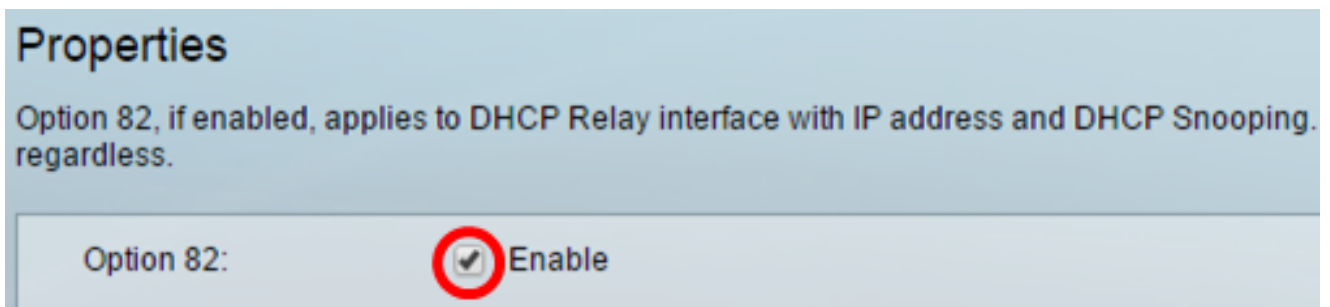 Properties
Option 82, if enabled, applies to DHCP Relay interface with IP address and DHCP Snooping.
regardless.
Option 82:
Enable